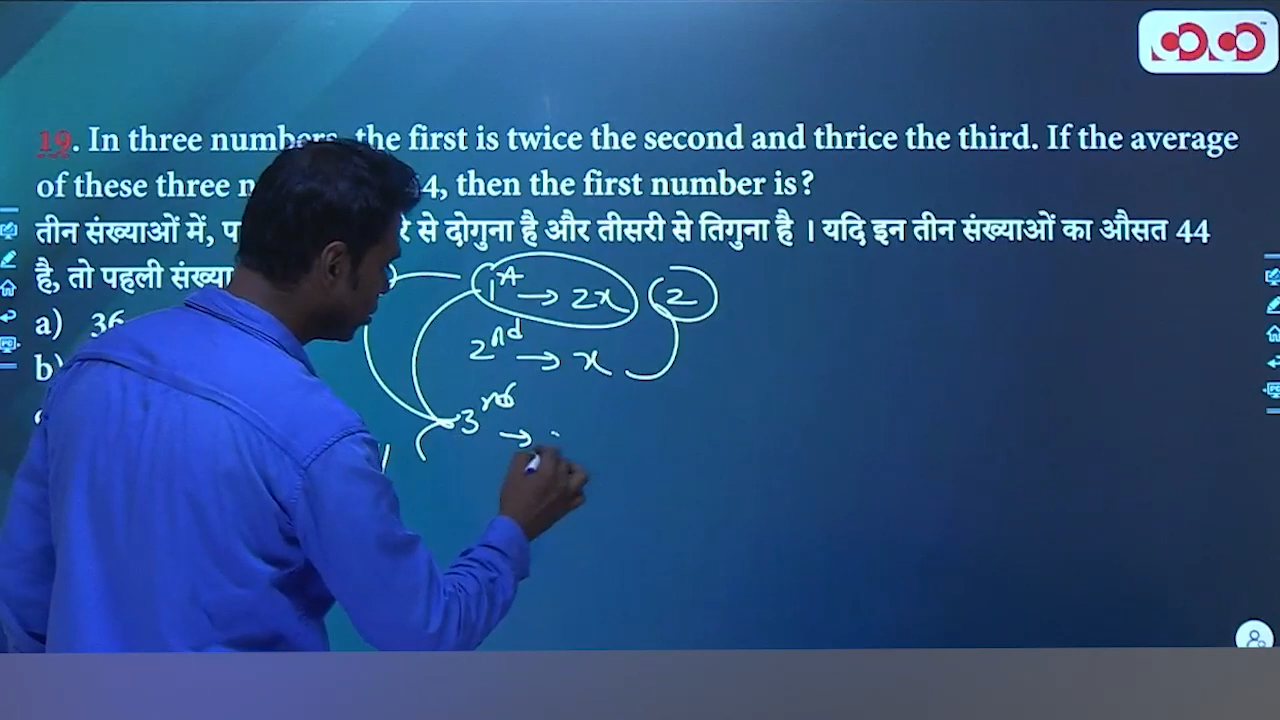 19. In three numbers, the first is twice the second and thrice the third. If the average
of these three 4, then the first number is?
तीन संख्याओं में, से दोगुना है और तीसरी से तिगुना है । यदि इन तीन संख्याओं का औसत 44
है, तो पहली संख्या
a) 36
b)
1st → 2x 2
2nd → x
3rd →